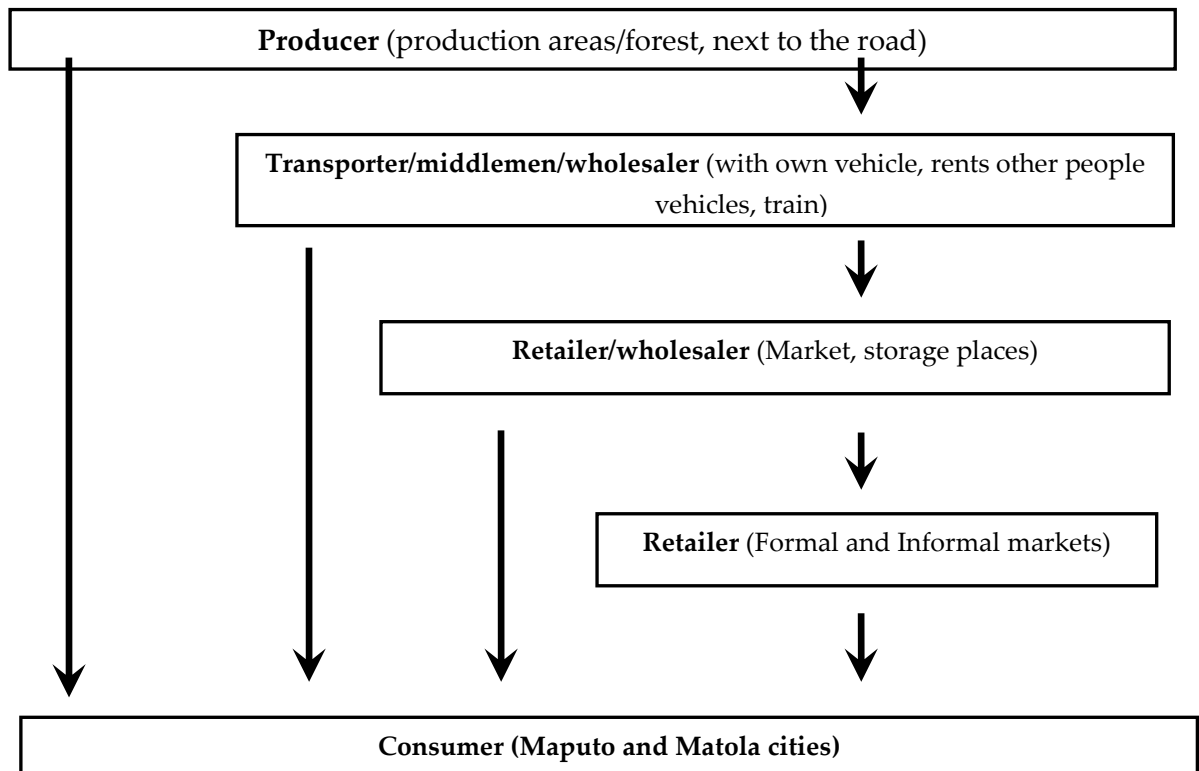 Producer (production areas/forest, next to the road)
Transporter/middlemen/wholesaler (with own vehicle, rents other people
vehicles, train)
Retailer/wholesaler (Market, storage places)
Retailer (Formal and Informal markets)
Consumer (Maputo and Matola cities)